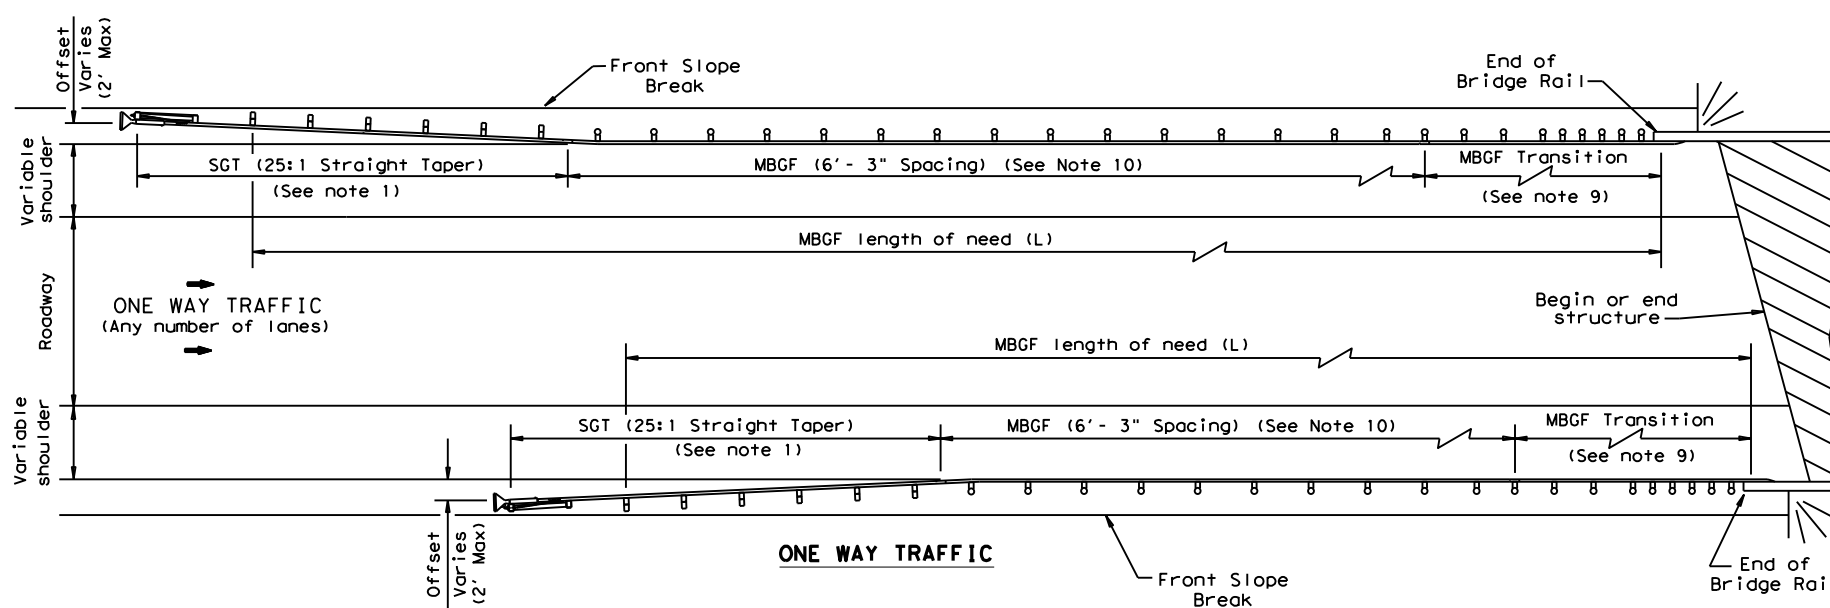 Offset
Varies
(2' Max)
Front Slope
Break
End of
Bridge Rail
Variable
shoulder
SGT (25:1 Straight Taper)
(See note 1)
MBGF (6'- 3" Spacing) (See Note 10)
MBGF Transition
(See note 9)
MBGF length of need (L)
Roadway
ONE WAY TRAFFIC
(Any number of lanes)
Begin or end
structure
MBGF length of need (L)
Variable
shoulder
SGT (25:1 Straight Taper)
(See note 1)
MBGF (6'- 3" Spacing) (See Note 10)
MBGF Transition
(See note 9)
Offset
Varies
(2' Max)
ONE WAY TRAFFIC
Front Slope
Break
End of
Bridge Rai